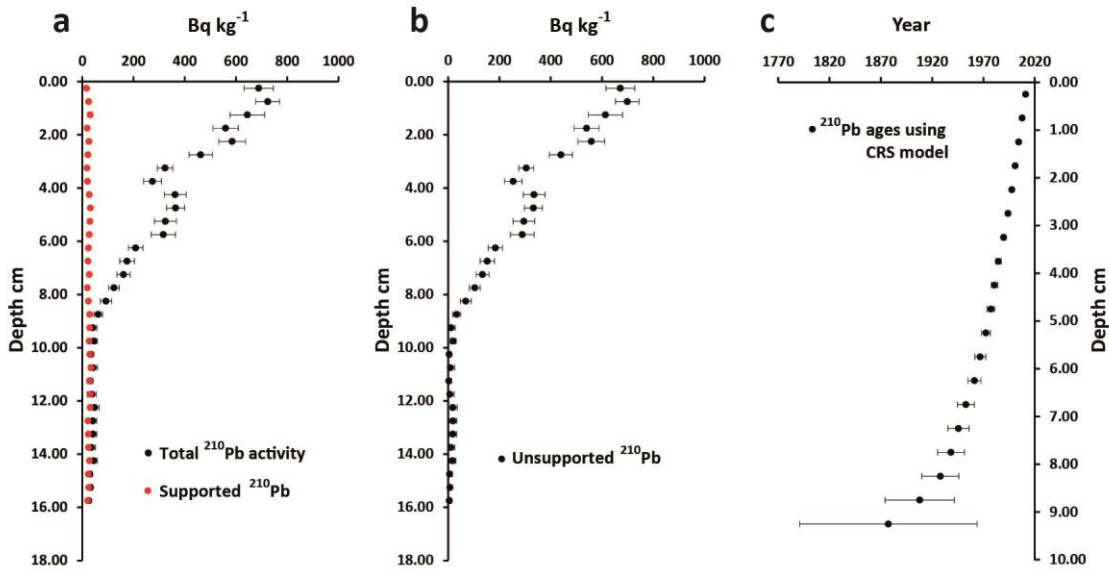 a
Bq kg⁻¹
0 200 400 600 800 1000
0.00
2.00
4.00
6.00
8.00
10.00
12.00
14.00
16.00
18.00
Depth cm
Total ²¹⁰Pb activity
Supported ²¹⁰Pb
b
Bq kg⁻¹
0 200 400 600 800 1000
0.00
2.00
4.00
6.00
8.00
10.00
12.00
14.00
16.00
18.00
Depth cm
Unsupported ²¹⁰Pb
c
Year
1770 1820 1870 1920 1970 2020
0.00
1.00
2.00
3.00
4.00
5.00
6.00
7.00
8.00
9.00
10.00
Depth cm
²¹⁰Pb ages using
CRS model